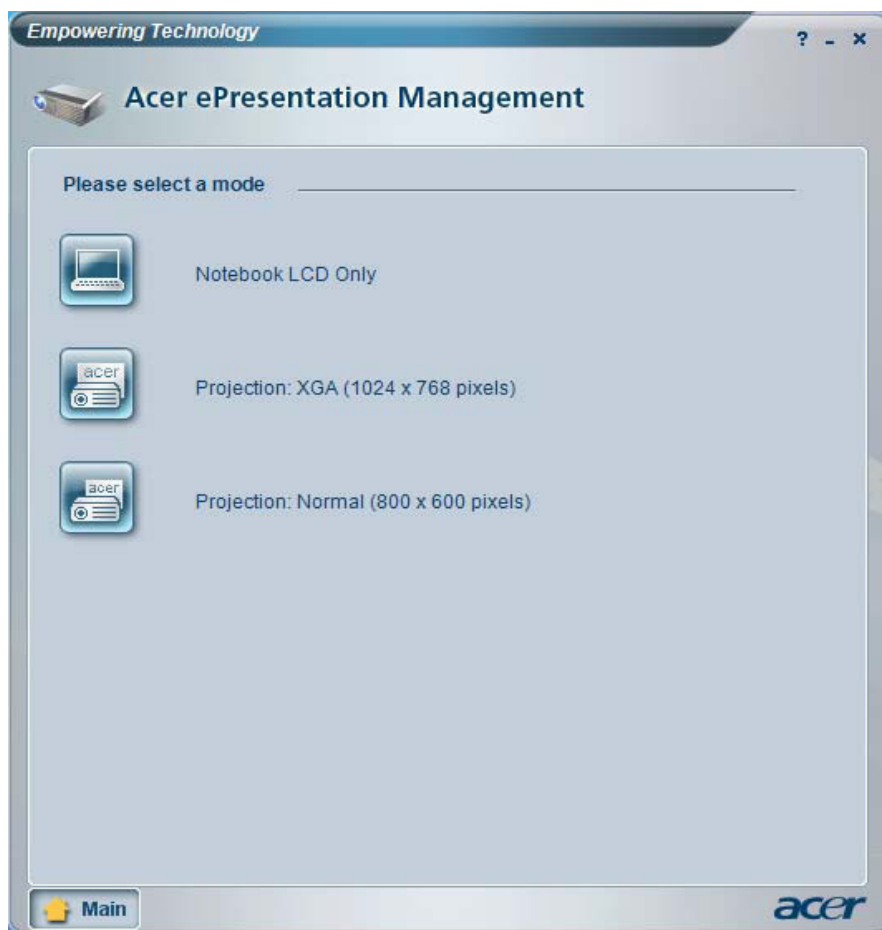 Empowering Technology
? - ×
Acer ePresentation Management
Please select a mode
Notebook LCD Only
acer
Projection: XGA (1024 x 768 pixels)
acer
Projection: Normal (800 x 600 pixels)
Main
acer